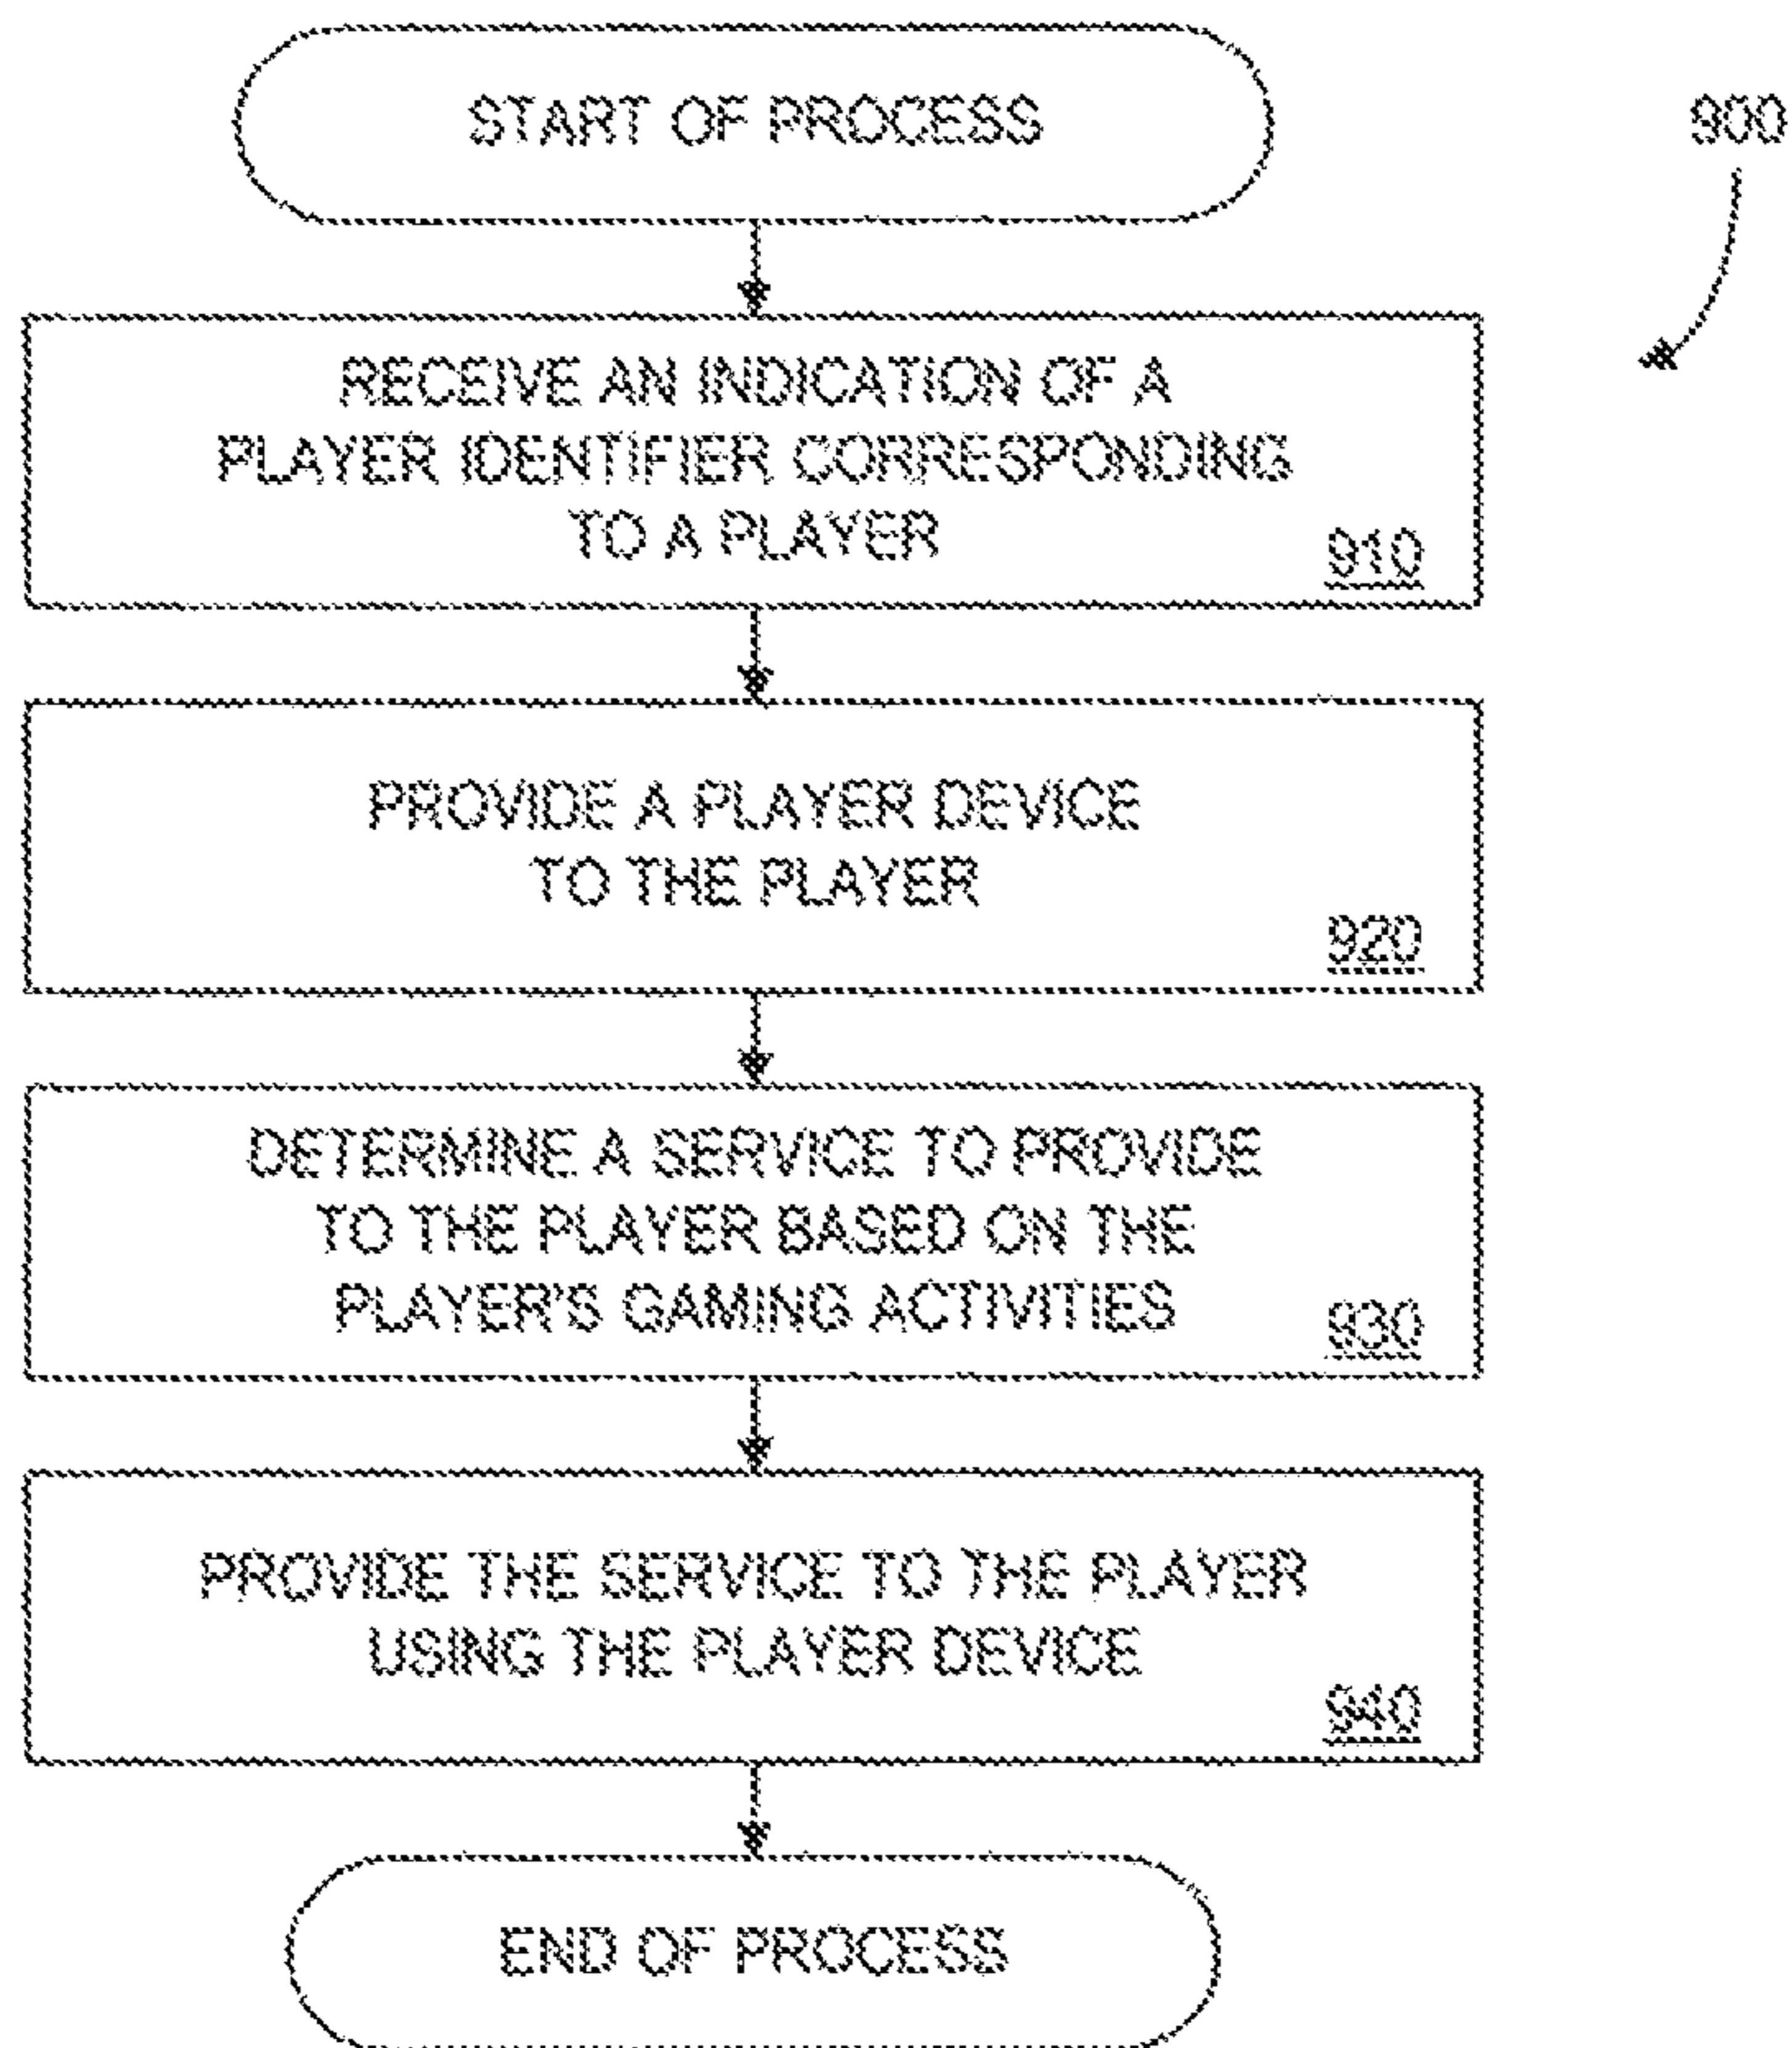 START OF PROCESS
900
RECEIVE AN INDICATION OF A
PLAYER IDENTIFIER CORRESPONDING
TO A PLAYER
910
PROVIDE A PLAYER DEVICE
TO THE PLAYER
920
DETERMINE A SERVICE TO PROVIDE
TO THE PLAYER BASED ON THE
PLAYER'S GAMING ACTIVITIES
930
PROVIDE THE SERVICE TO THE PLAYER
USING THE PLAYER DEVICE
940
END OF PROCESS